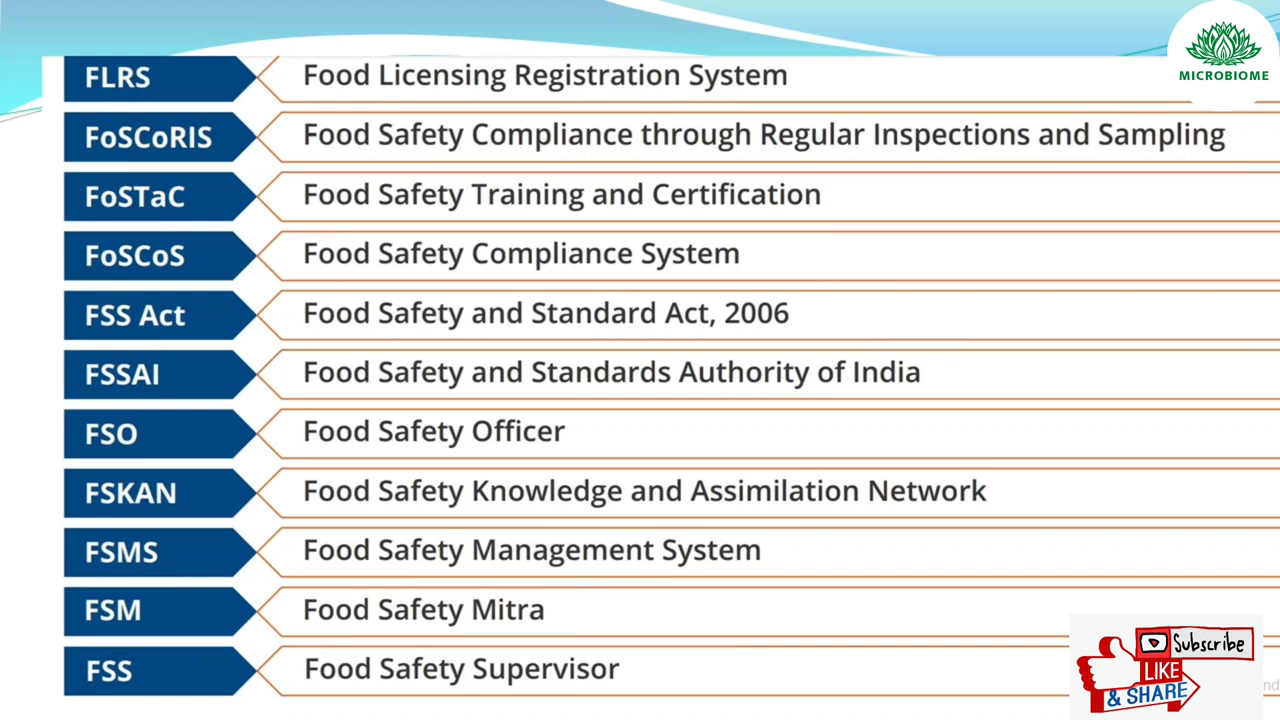 MICROBIOME
FLRS Food Licensing Registration System
FoSCoRIS Food Safety Compliance through Regular Inspections and Sampling
FoSTaC Food Safety Training and Certification
FoSCoS Food Safety Compliance System
FSS Act Food Safety and Standard Act, 2006
FSSAI Food Safety and Standards Authority of India
FSO Food Safety Officer
FSKAN Food Safety Knowledge and Assimilation Network
FSMS Food Safety Management System
FSM Food Safety Mitra
FSS Food Safety Supervisor
Subscribe
LIKE
& SHARE